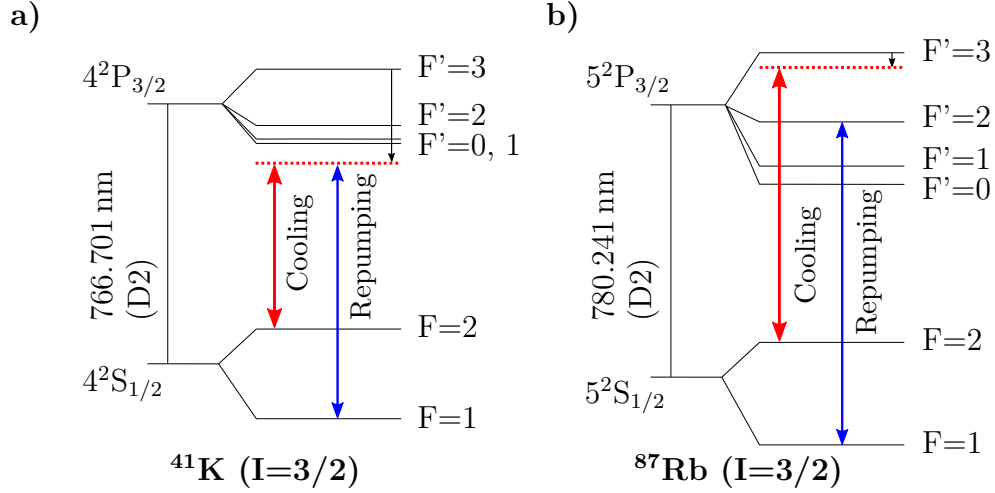 a)
4²P₃/₂
F'=3
F'=2
F'=0, 1
766.701 nm
(D2)
Cooling
Repumping
F=2
4²S₁/₂
F=1
⁴¹K (I=3/2)
b)
5²P₃/₂
F'=3
F'=2
F'=1
F'=0
780.241 nm
(D2)
Cooling
Repumping
F=2
5²S₁/₂
F=1
⁸⁷Rb (I=3/2)